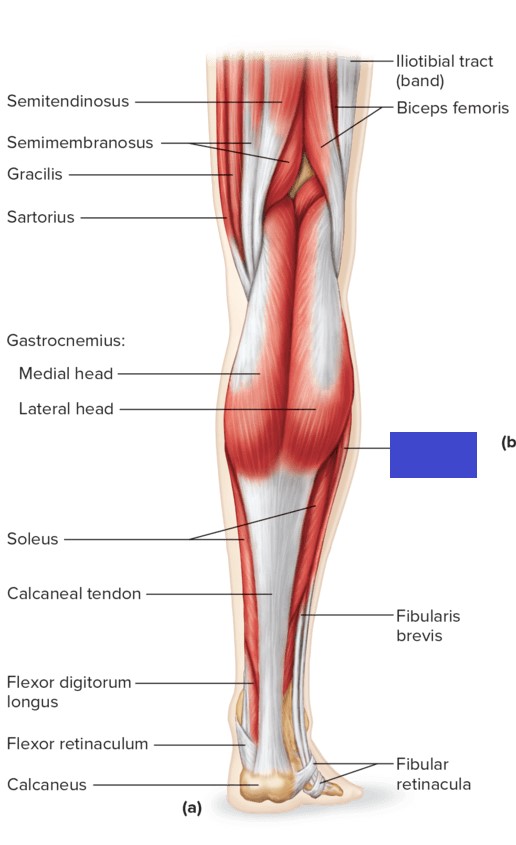 Iliotibial tract
(band)
Semitendinosus
Biceps femoris
Semimembranosus
Gracilis
Sartorius
Gastrocnemius:
Medial head
Lateral head
(b
Soleus
Calcaneal tendon
Fibularis
brevis
Flexor digitorum
longus
Flexor retinaculum
Fibular
retinacula
Calcaneus
(a)